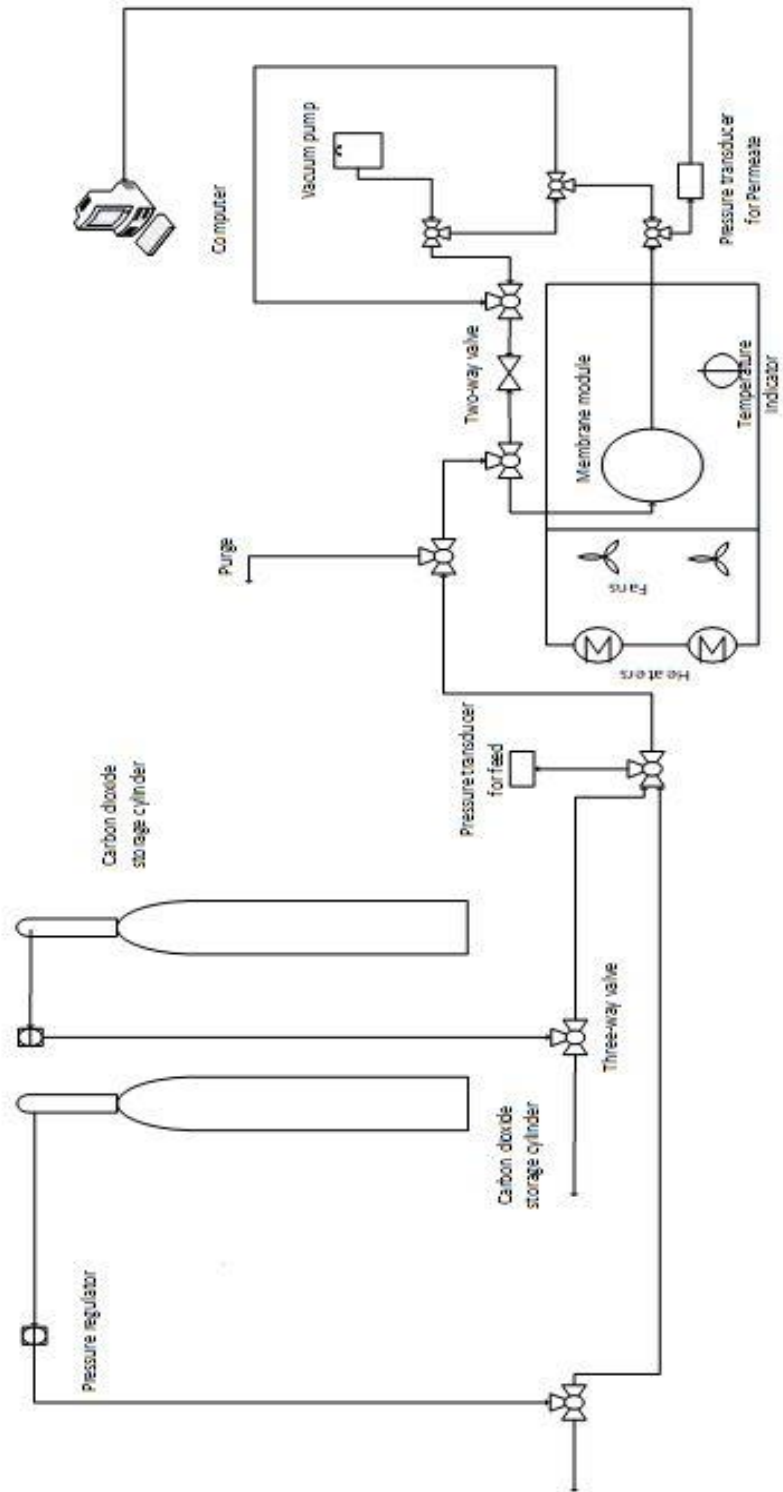 Computer
Vacuum pump
Two-way valve
Pressure transducer
for Permeate
Membrane module
Temperature
Indicator
Purge
Fans
Heaters
Pressure transducer
for feed
Carbon dioxide
storage cylinder
Three-way valve
Carbon dioxide
storage cylinder
Pressure regulator